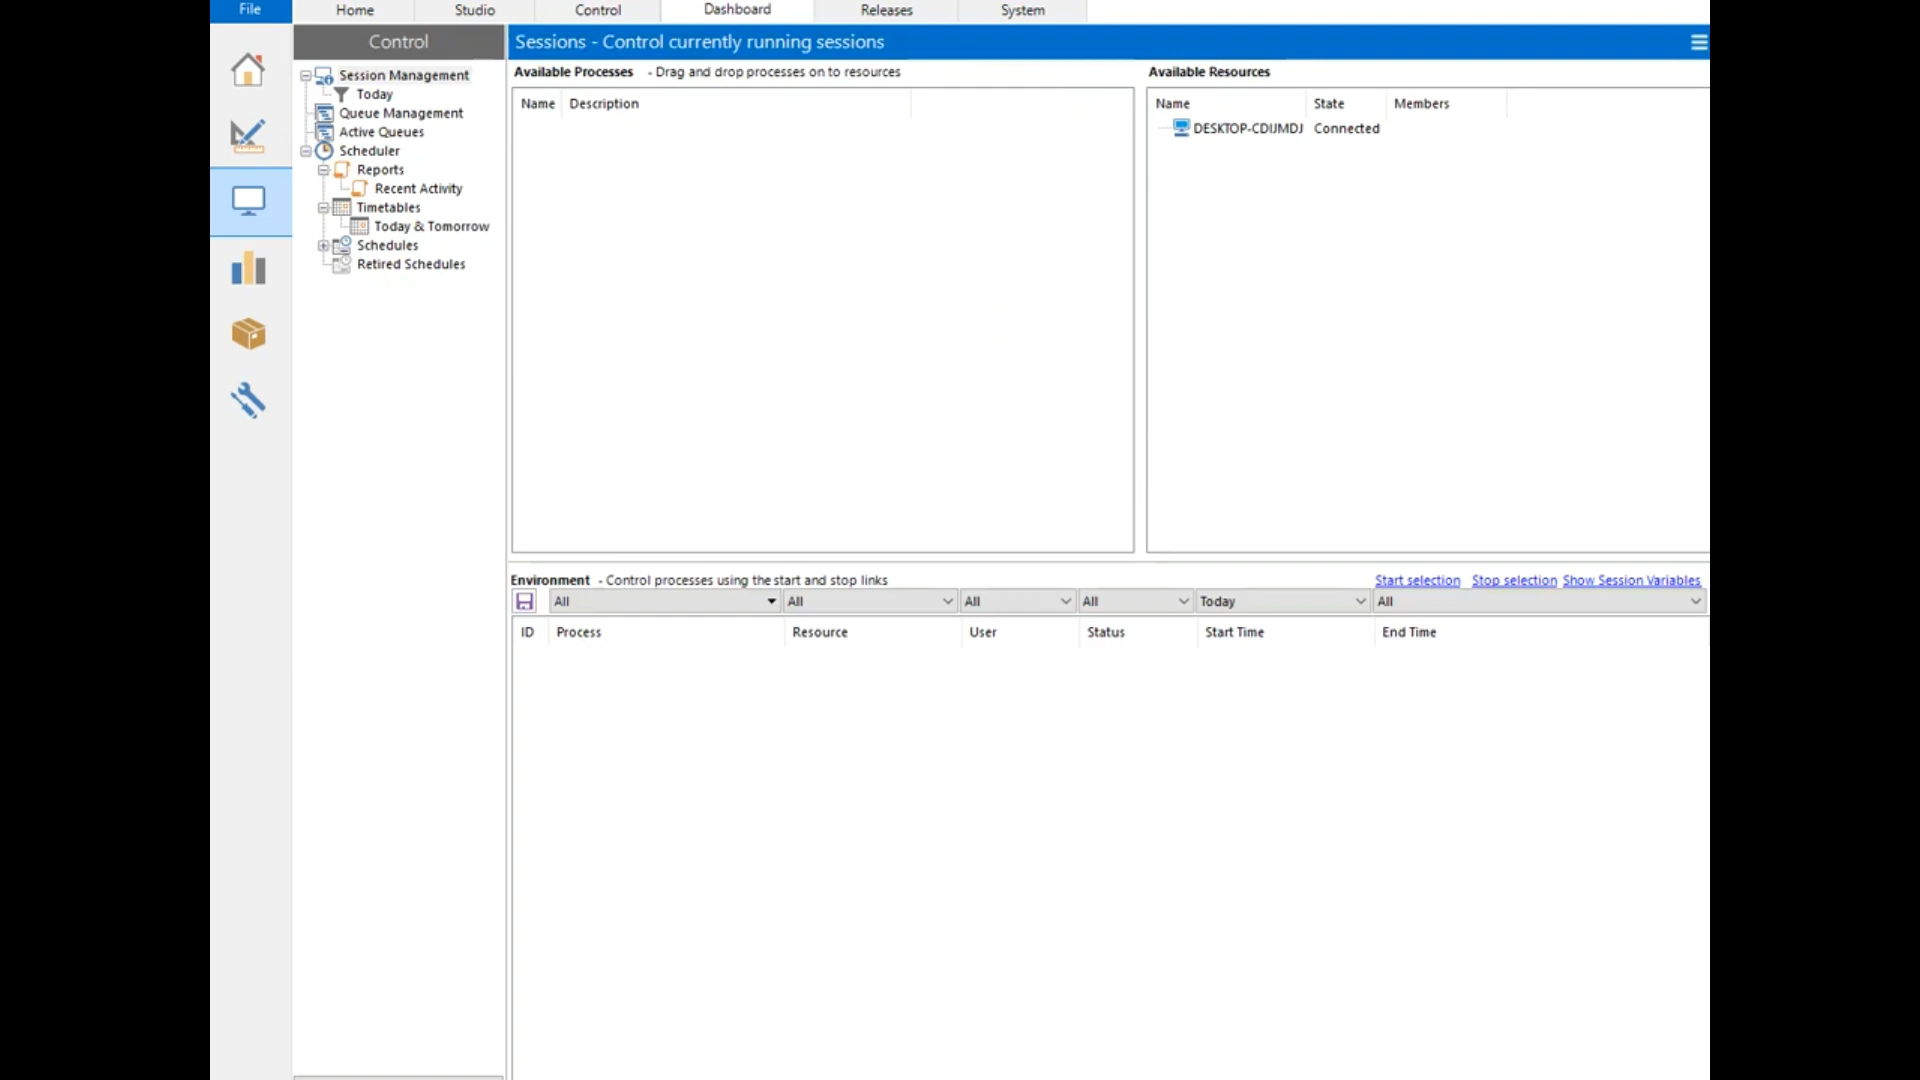 File Home Studio Control Dashboard Releases System
Control
Session Management
Today
Queue Management
Active Queues
Scheduler
Reports
Recent Activity
Timetables
Today & Tomorrow
Schedules
Retired Schedules
Sessions - Control currently running sessions
Available Processes - Drag and drop processes on to resources
Name Description
Available Resources
Name State Members
DESKTOP-CDIJMDJ Connected
Environment - Control processes using the start and stop links
Start selection Stop selection Show Session Variables
All All All All Today All
ID Process Resource User Status Start Time End Time